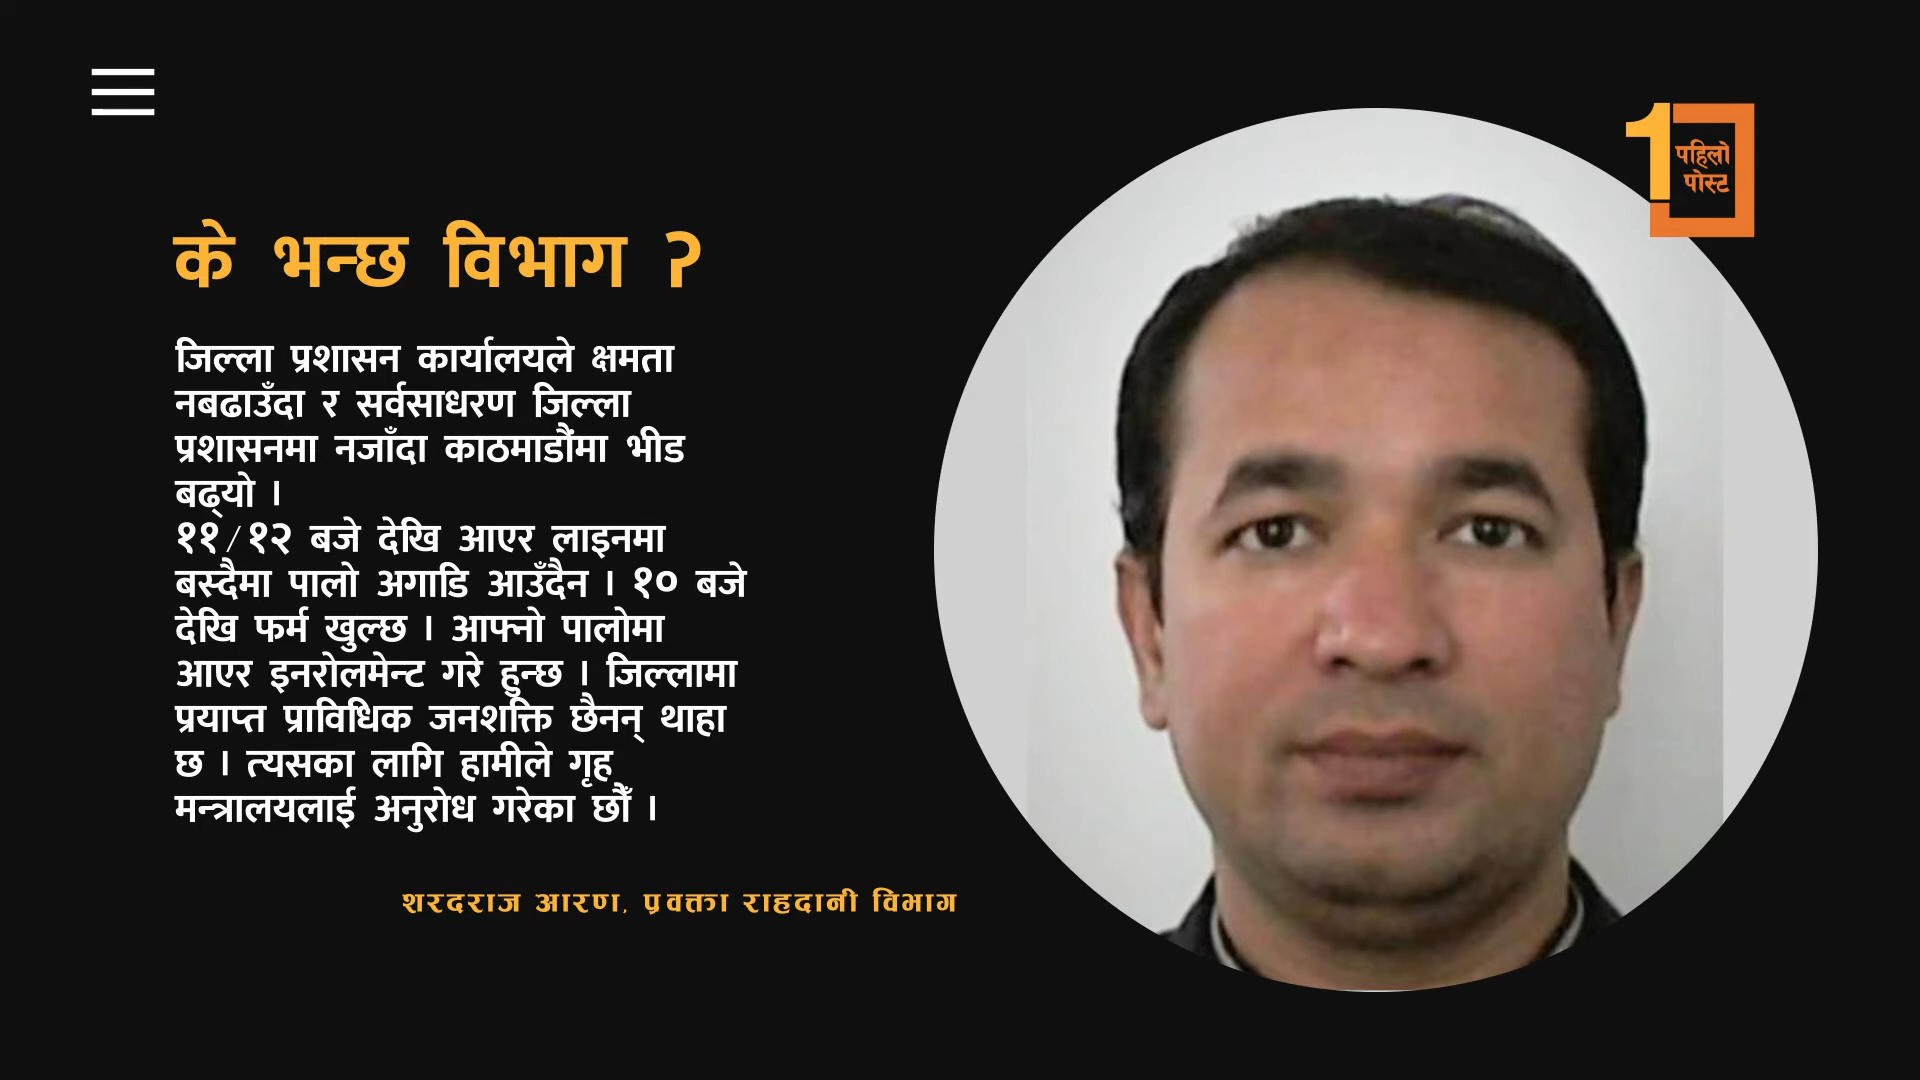 पहिलो
पोस्ट
के भन्छ विभाग ?
जिल्ला प्रशासन कार्यालयले क्षमता
नबढाउँदा र सर्वसाधरण जिल्ला
प्रशासनमा नजाँदा काठमाडौंमा भीड
बढ्यो ।
११/१२ बजे देखि आएर लाइनमा
बस्दैमा पालो अगाडि आउँदैन । १० बजे
देखि फर्म खुल्छ । आफ्नो पालोमा
आएर इनरोलमेन्ट गरे हुन्छ । जिल्लामा
प्रयाप्त प्राविधिक जनशक्ति छैनन् थाहा
छ । त्यसका लागि हामीले गृह
मन्त्रालयलाई अनुरोध गरेका छौँ ।
शरदराज आरण, प्रवक्ता राहदानी विभाग